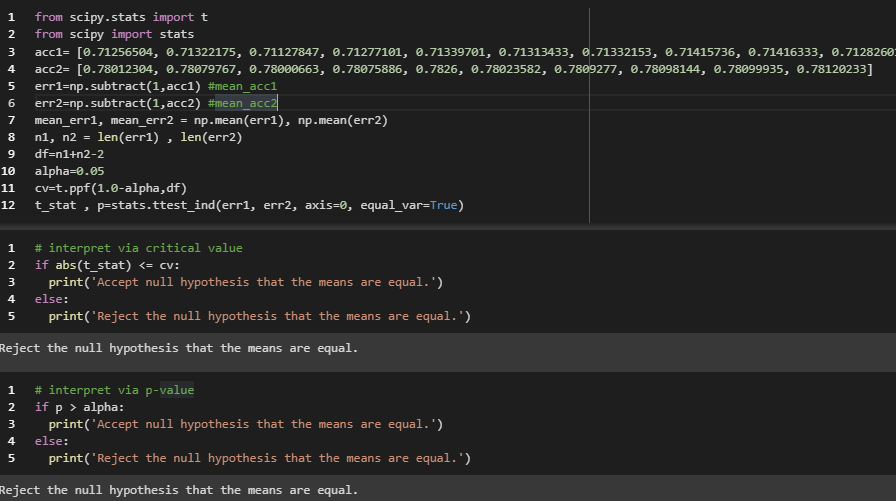 1 from scipy.stats import t
2 from scipy import stats
3 acc1= [0.71256504, 0.71322175, 0.71127847, 0.71277101, 0.71339701, 0.71313433, 0.71332153, 0.71415736, 0.71416333, 0.7128260
4 acc2= [0.78012304, 0.78079767, 0.78000663, 0.78075886, 0.7826, 0.78023582, 0.7809277, 0.78098144, 0.78099935, 0.78120233]
5 err1=np.subtract(1,acc1) #mean_acc1
6 err2=np.subtract(1,acc2) #mean_acc2
7 mean_err1, mean_err2 = np.mean(err1), np.mean(err2)
8 n1, n2 = len(err1) , len(err2)
9 df=n1+n2-2
10 alpha=0.05
11 cv=t.ppf(1.0-alpha,df)
12 t_stat , p=stats.ttest_ind(err1, err2, axis=0, equal_var=True)
1 # interpret via critical value
2 if abs(t_stat) <= cv:
3 print('Accept null hypothesis that the means are equal.')
4 else:
5 print('Reject the null hypothesis that the means are equal.')
Reject the null hypothesis that the means are equal.
1 # interpret via p-value
2 if p > alpha:
3 print('Accept null hypothesis that the means are equal.')
4 else:
5 print('Reject the null hypothesis that the means are equal.')
Reject the null hypothesis that the means are equal.